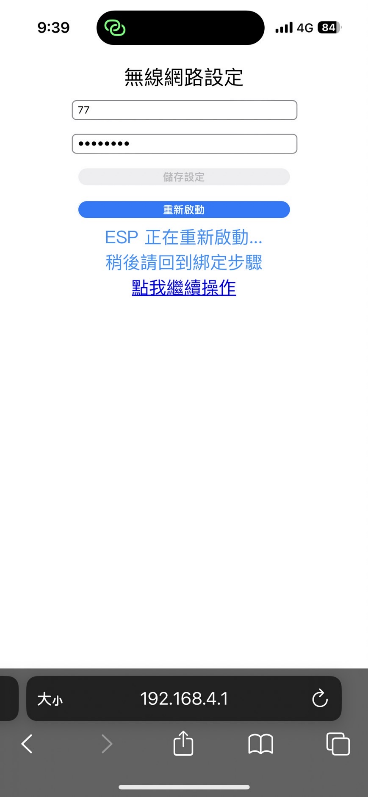 9:39
4G
84
無線網路設定
77
••••••••
儲存設定
重新啟動
ESP 正在重新啟動...
稍後請回到綁定步驟
點我繼續操作
大小
192.168.4.1